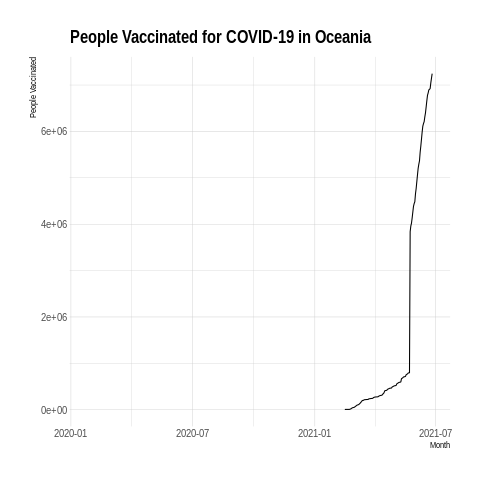 People Vaccinated for COVID-19 in Oceania
People Vaccinated
6e+06
4e+06
2e+06
0e+00
2020-01 2020-07 2021-01 2021-07
Month